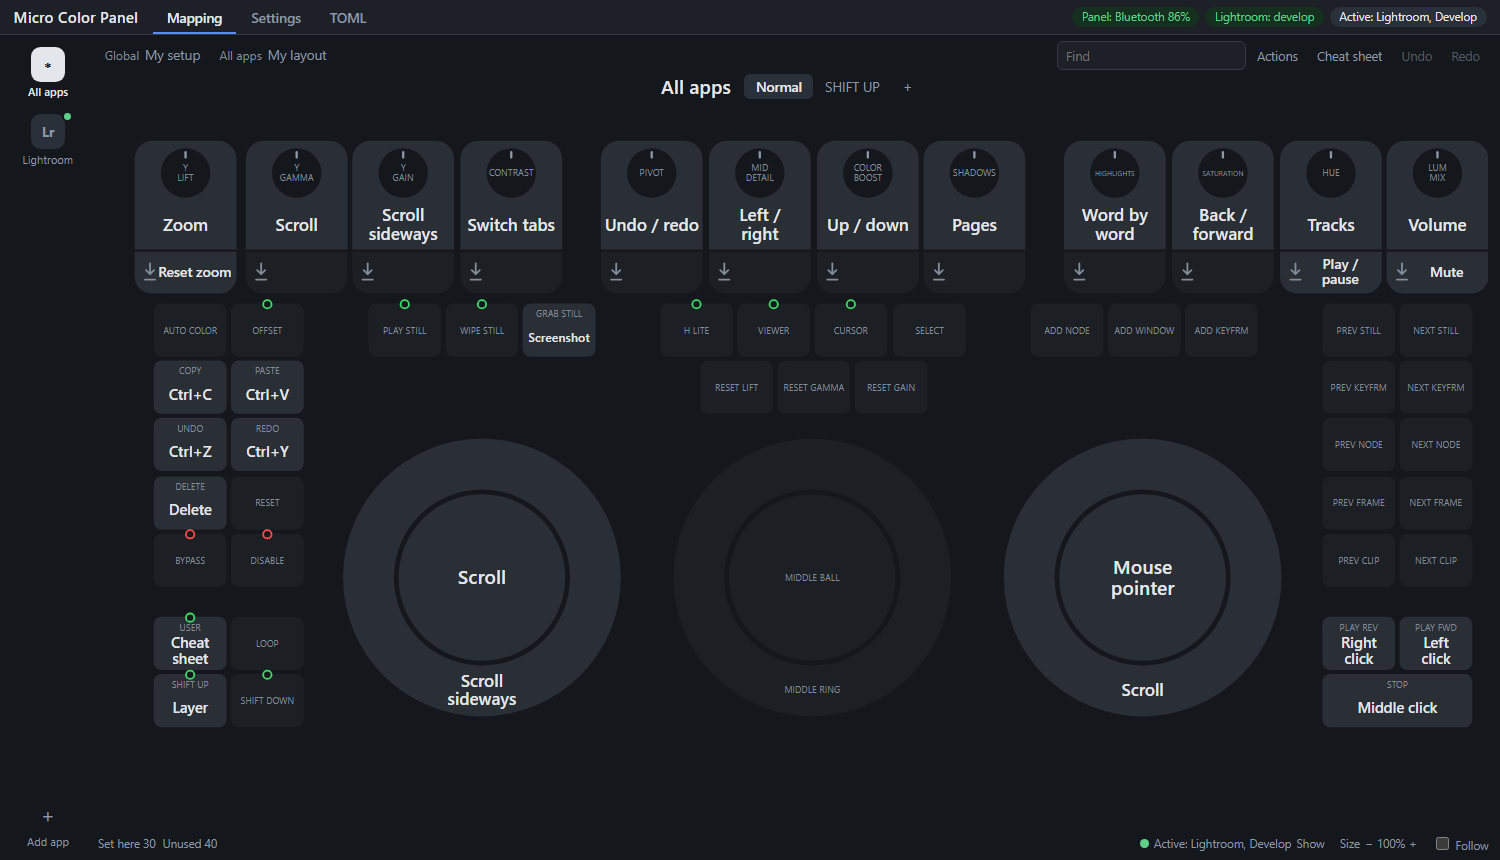 Micro Color Panel Mapping Settings TOML Panel: Bluetooth 86% Lightroom: develop Active: Lightroom, Develop
* All apps
Lr
Lightroom
Global My setup All apps My layout Find Actions Cheat sheet Undo Redo
All apps Normal SHIFT UP +
Y LIFT
Zoom
Reset zoom
Y GAMMA
Scroll
Y GAIN
Scroll
sideways
CONTRAST
Switch tabs
PIVOT
Undo / redo
MID
DETAIL
Left /
right
COLOR
BOOST
Up / down
SHADOWS
Pages
HIGHLIGHTS
Word by
word
SATURATION
Back /
forward
HUE
Tracks
Play /
pause
LUM
MIX
Volume
Mute
AUTO COLOR OFFSET PLAY STILL WIPE STILL GRAB STILL
Screenshot
H LITE VIEWER CURSOR SELECT ADD NODE ADD WINDOW ADD KEYFRM PREV STILL NEXT STILL
COPY
Ctrl+C
PASTE
Ctrl+V
RESET LIFT RESET GAMMA RESET GAIN PREV KEYFRM NEXT KEYFRM
UNDO
Ctrl+Z
REDO
Ctrl+Y
PREV NODE NEXT NODE
DELETE
Delete
RESET PREV FRAME NEXT FRAME
BYPASS DISABLE PREV CLIP NEXT CLIP
Scroll
Scroll
sideways
MIDDLE BALL
MIDDLE RING
Mouse
pointer
Scroll
USER
Cheat
sheet
LOOP
PLAY REV
Right
click
PLAY FWD
Left
click
SHIFT UP
Layer
SHIFT DOWN
STOP
Middle click
+
Add app
Set here 30 Unused 40 Active: Lightroom, Develop Show Size − 100% + Follow